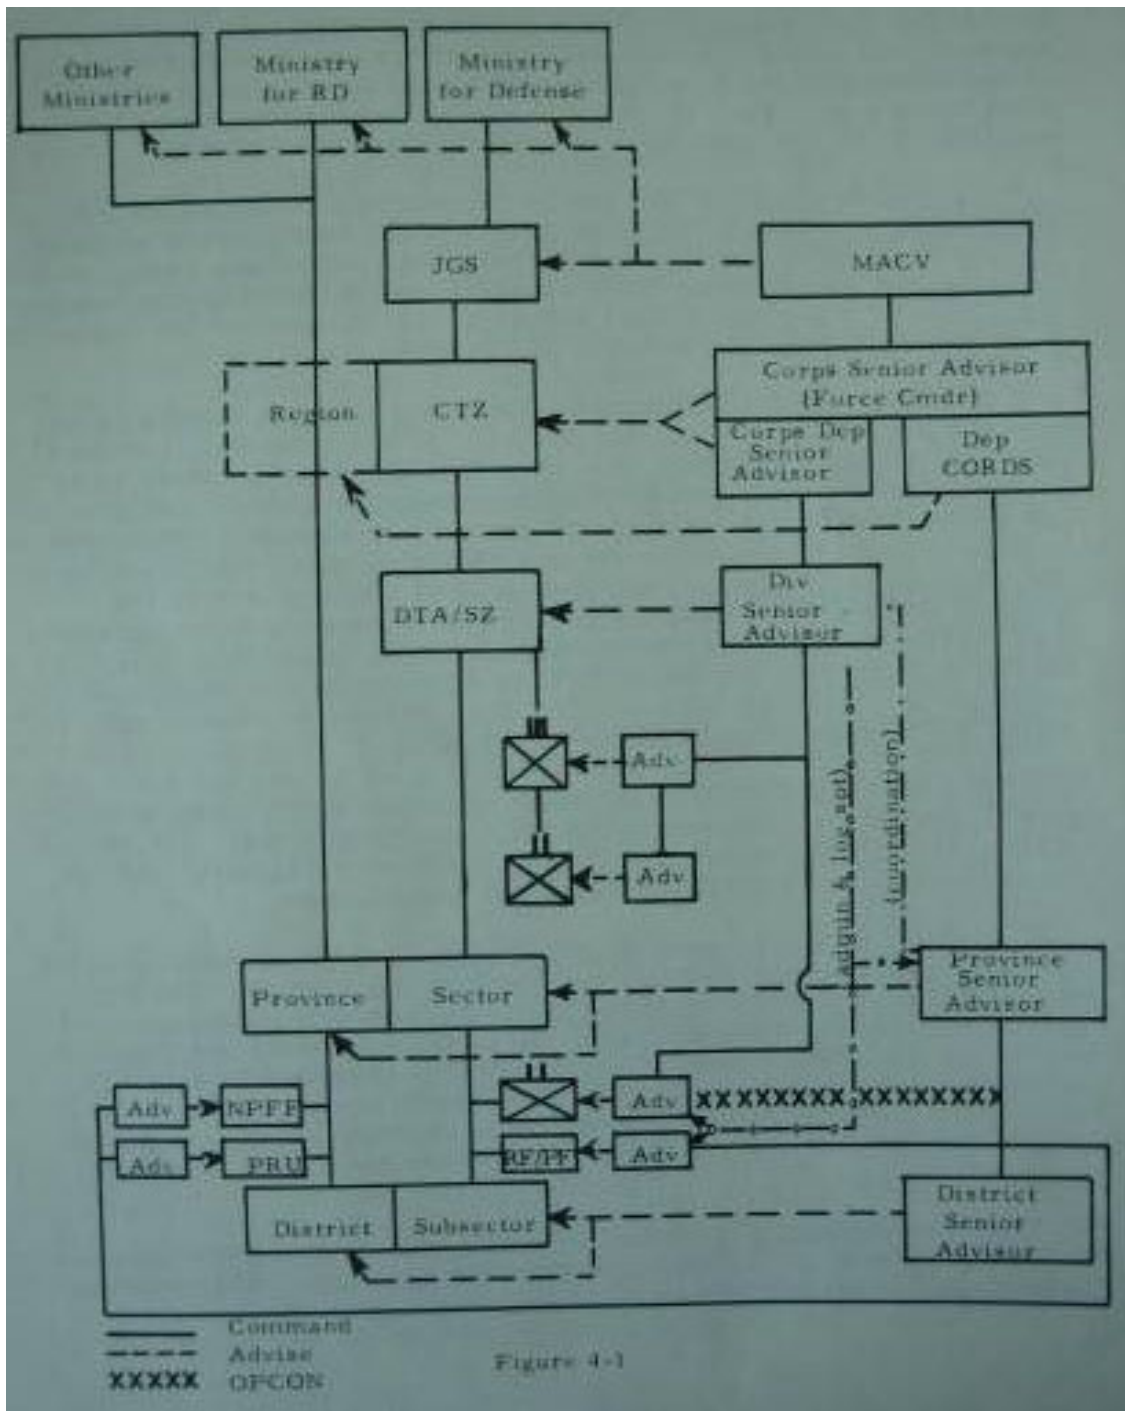 Other
Ministries
Ministry
for RD
Ministry
for Defense
JGS
MACV
Corps Senior Advisor
(Force Cmdr)
Region
CTZ
Corps Dep
Senior
Advisor
Dep
CORDS
DTA/SZ
Div
Senior
Advisor
Adv
Adv
(coordination)
Province
Sector
Province
Senior
Advisor
Adv
NPFF
Adv
Adv
PRU
RF/PF
Adv
District
Subsector
District
Senior
Advisor
Command
Advise
XXXXX
OPCON
Figure 4-1